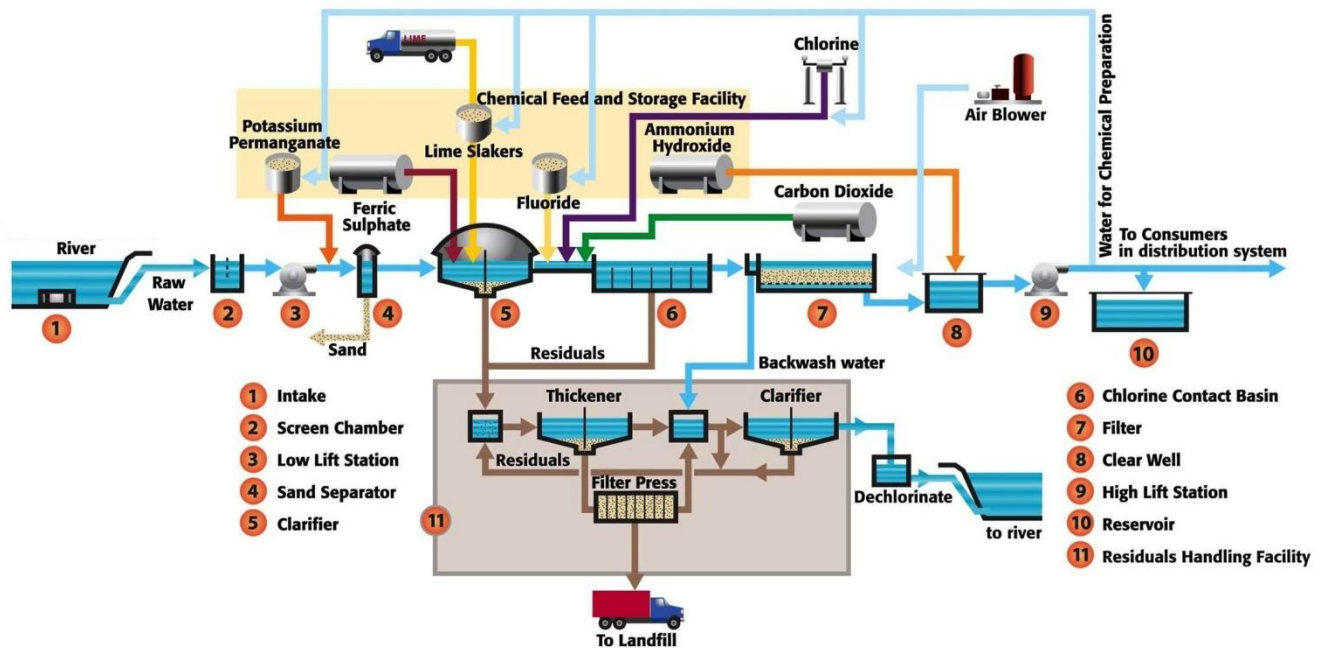 LIME
Chlorine
Chemical Feed and Storage Facility
Air Blower
Potassium
Permanganate
Lime Slakers
Ammonium
Hydroxide
Ferric
Sulphate
Fluoride
Carbon Dioxide
Water for Chemical Preparation
To Consumers
in distribution system
River
Raw
Water
1
2
3
4
5
6
7
8
9
10
Sand
Residuals
Backwash water
1 Intake
2 Screen Chamber
3 Low Lift Station
4 Sand Separator
5 Clarifier
Thickener
Clarifier
Residuals
Filter Press
11
Dechlorinate
to river
To Landfill
6 Chlorine Contact Basin
7 Filter
8 Clear Well
9 High Lift Station
10 Reservoir
11 Residuals Handling Facility